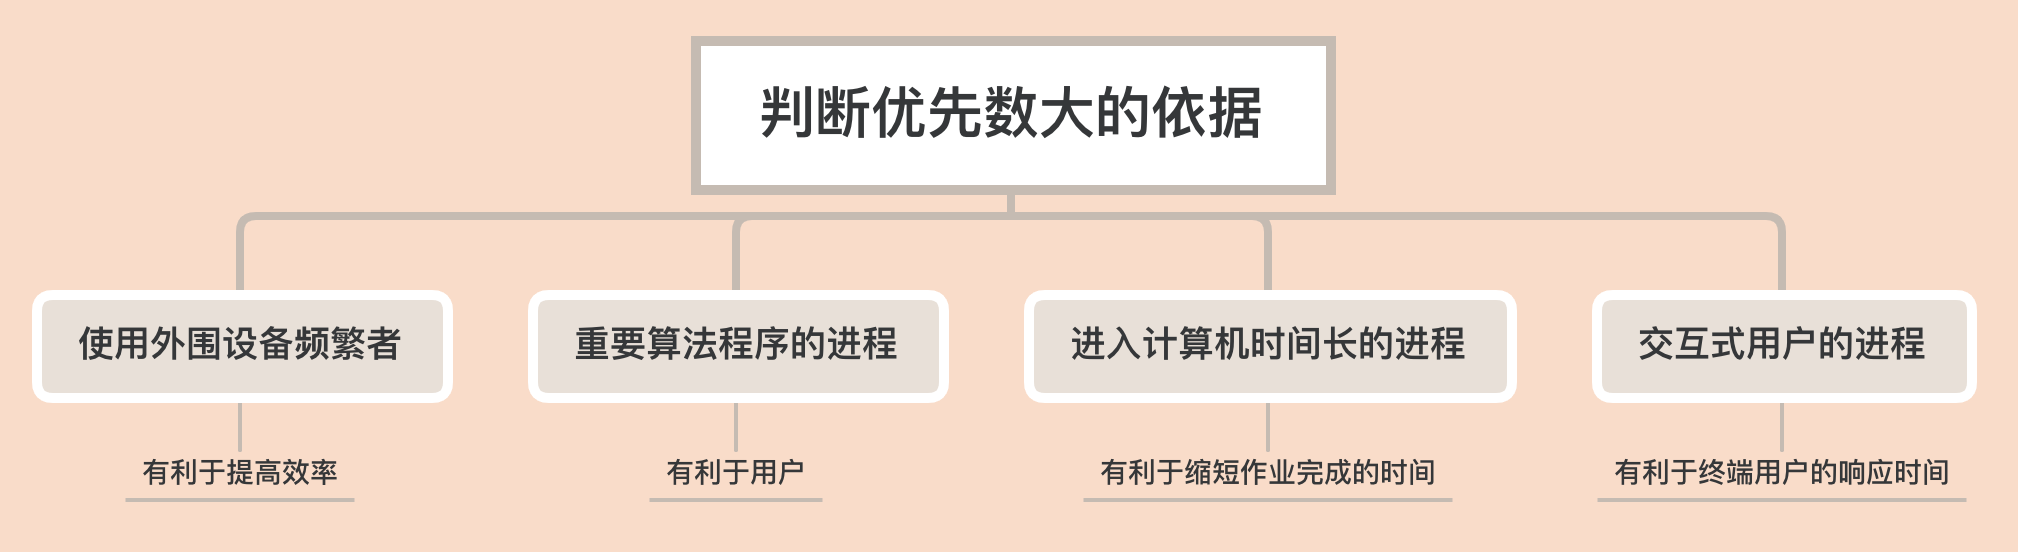 判断优先数大的依据
使用外围设备频繁者
重要算法程序的进程
进入计算机时间长的进程
交互式用户的进程
有利于提高效率
有利于用户
有利于缩短作业完成的时间
有利于终端用户的响应时间